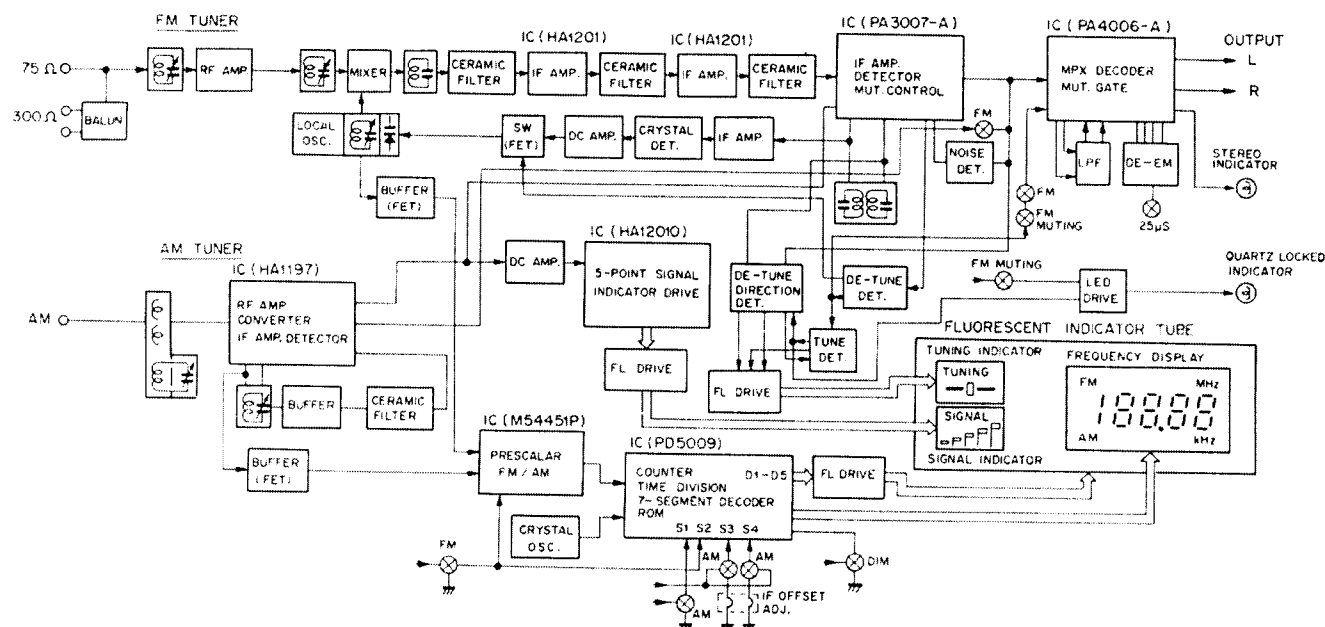 FM TUNER
75 Ω
300Ω
BALUN
RF AMP.
MIXER
CERAMIC
FILTER
IC (HA1201)
IF AMP.
CERAMIC
FILTER
IC (HA1201)
IF AMP.
CERAMIC
FILTER
IC (PA3007-A)
IF AMP.
DETECTOR
MUT. CONTROL
IC (PA4006-A)
MPX DECODER
MUT. GATE
OUTPUT
L
R
LOCAL
OSC.
SW
(FET)
DC AMP.
CRYSTAL
DET.
IF AMP.
FM
NOISE
DET.
LPF
DE-EM
STEREO
INDICATOR
BUFFER
(FET)
FM
FM
MUTING
25μS
AM TUNER
IC (HA1197)
RF AMP
CONVERTER
IF AMP. DETECTOR
AM
DC AMP.
IC (HA12010)
5-POINT SIGNAL
INDICATOR DRIVE
DE-TUNE
DIRECTION
DET.
DE-TUNE
DET.
TUNE
DET.
FM MUTING
LED
DRIVE
QUARTZ LOCKED
INDICATOR
FL DRIVE
FL DRIVE
FLUORESCENT INDICATOR TUBE
TUNING INDICATOR
TUNING
FREQUENCY DISPLAY
FM
MHz
188.88
AM
kHz
SIGNAL
SIGNAL INDICATOR
BUFFER
CERAMIC
FILTER
BUFFER
(FET)
IC (M54451P)
PRESCALAR
FM/AM
IC (PD5009)
COUNTER
TIME DIVISION
7-SEGMENT DECODER
ROM
D1-D5
S1 S2 S3 S4
FL DRIVE
CRYSTAL
OSC.
FM
AM
AM
AM
IF OFFSET
ADJ.
DIM